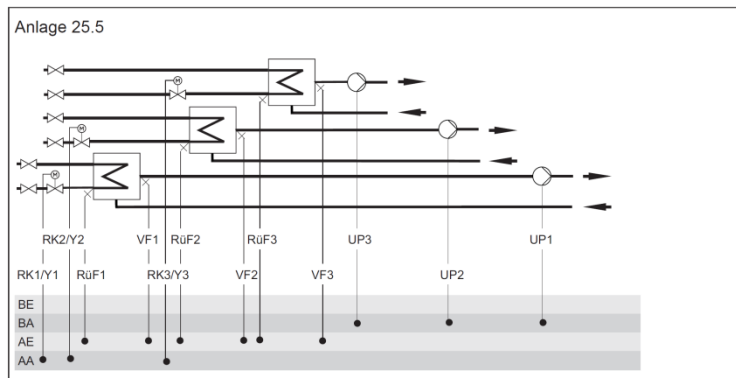 Anlage 25.5
M
M
M
RK2/Y2 VF1 RüF2 RüF3 UP3 UP1
RK1/Y1 RüF1 RK3/Y3 VF2 VF3 UP2
BE
BA
AE
AA